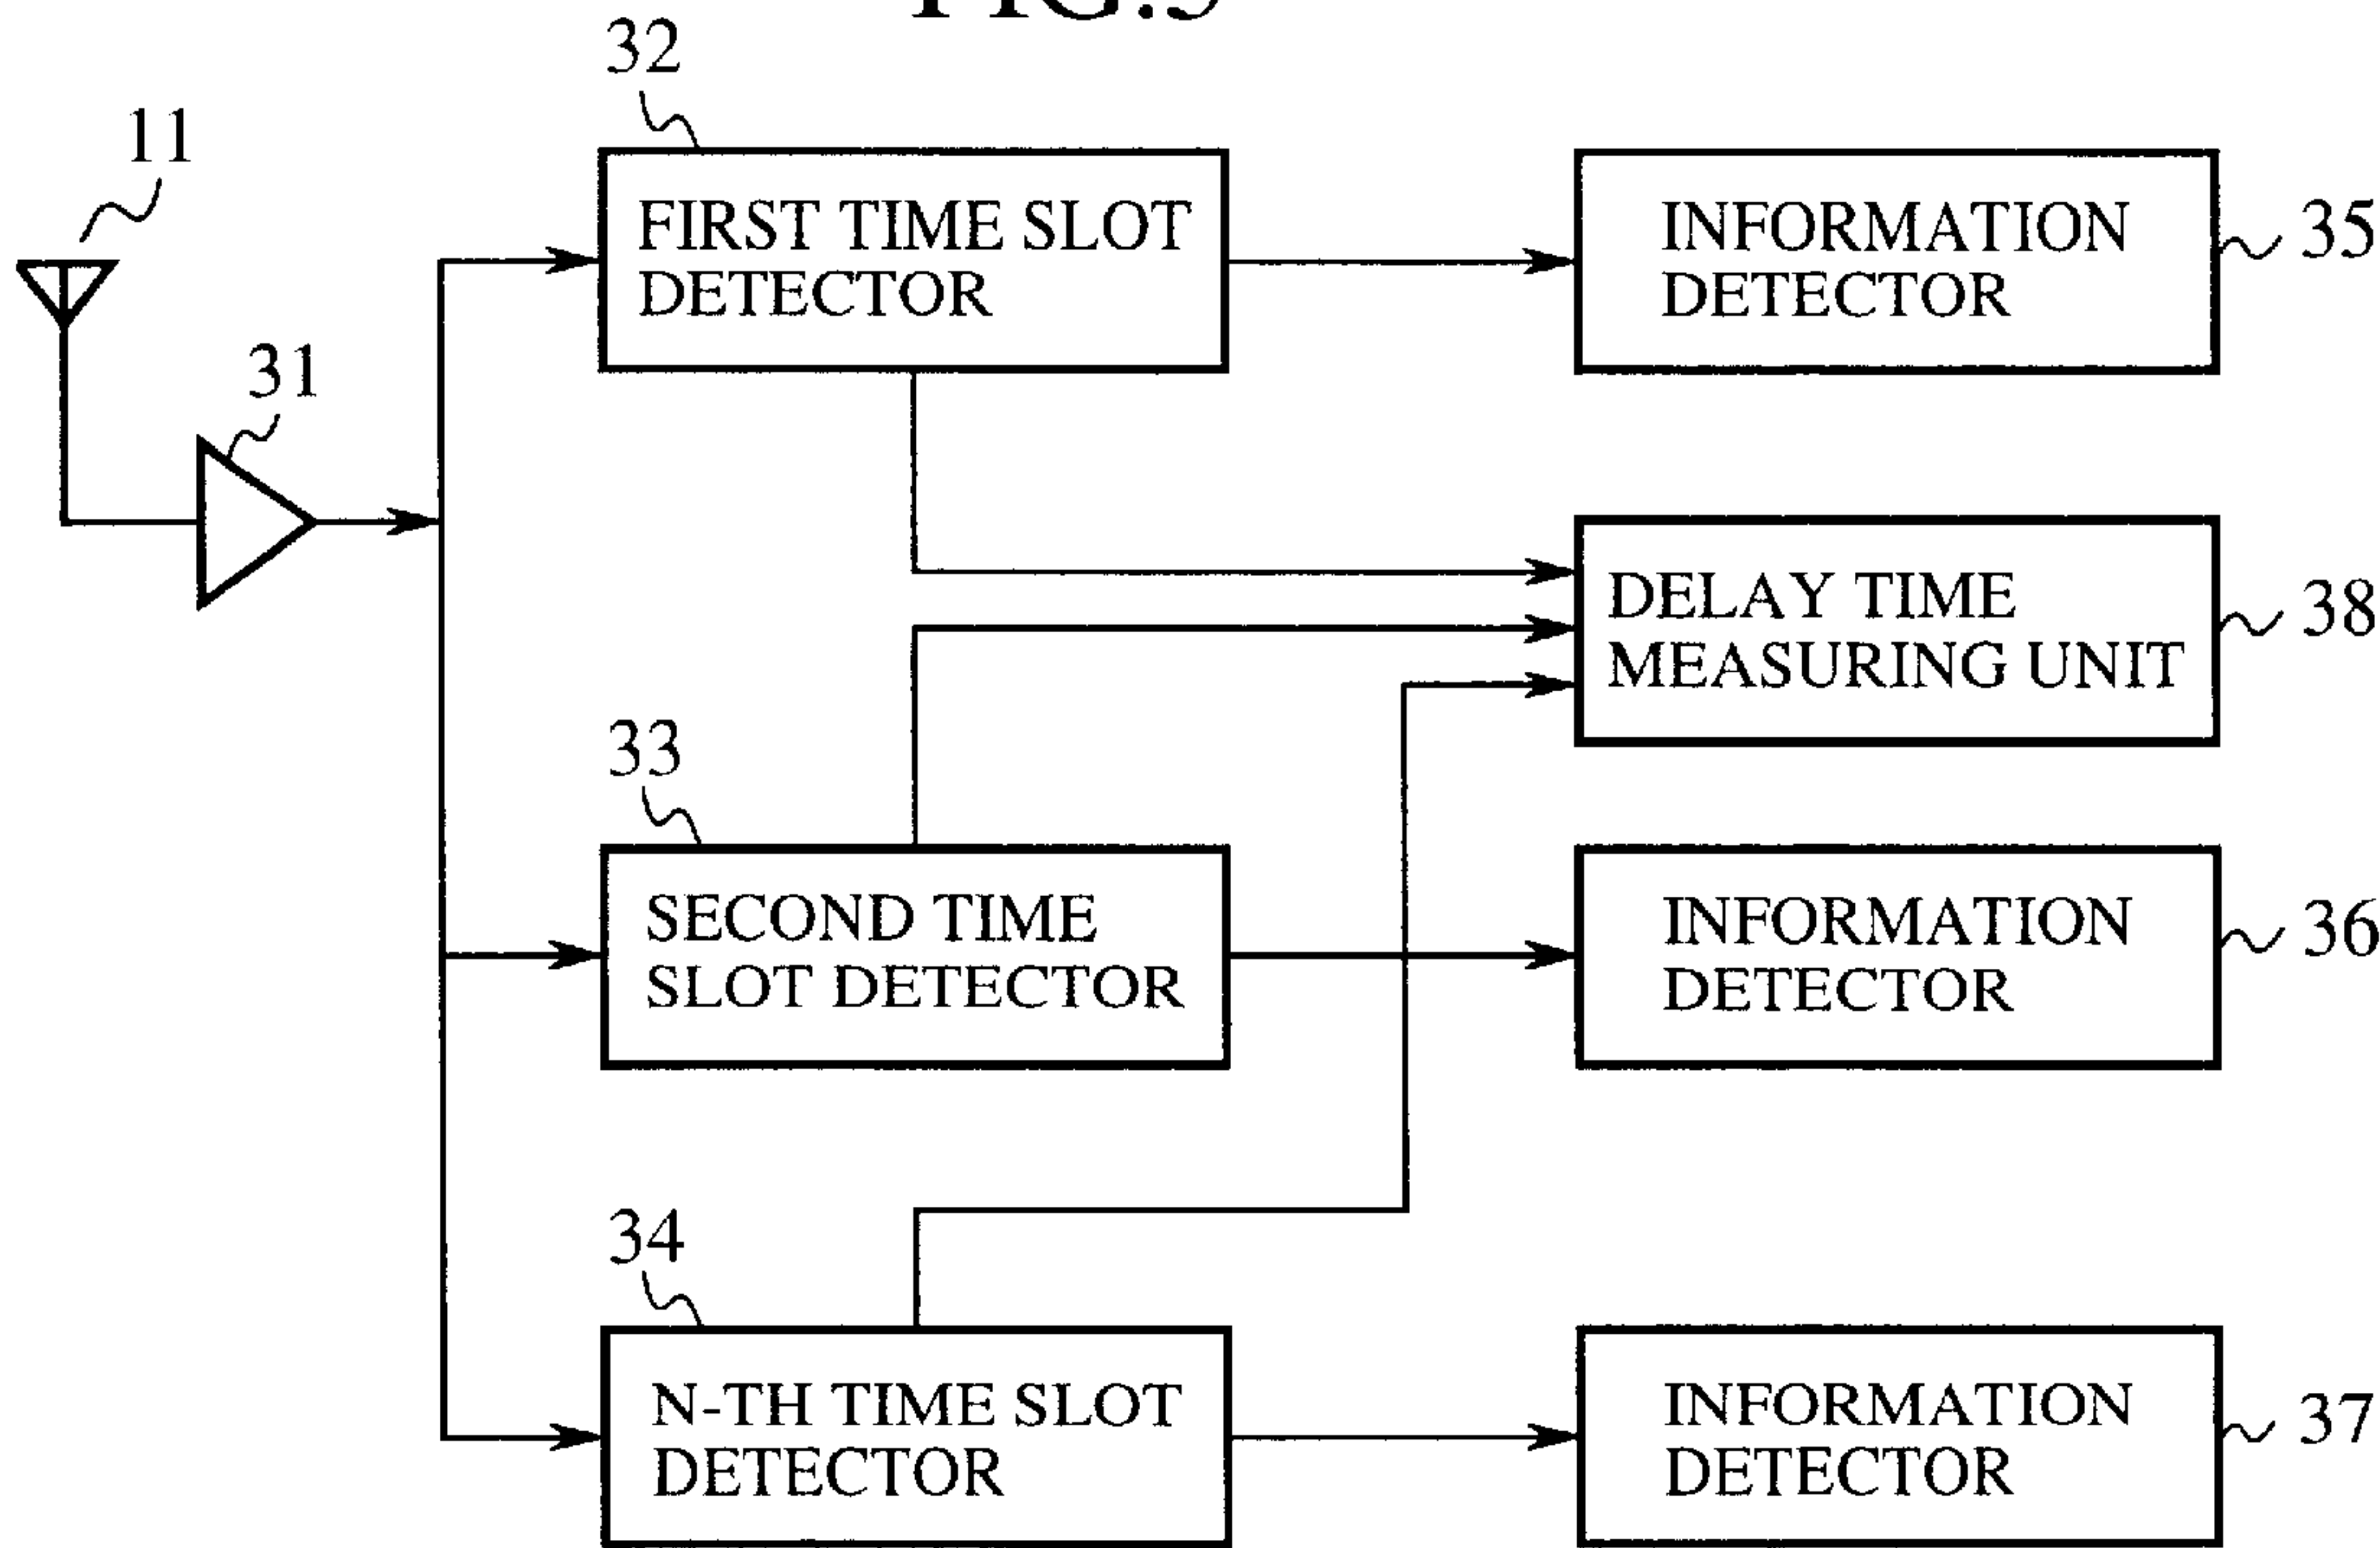 32
11
FIRST TIME SLOT
DETECTOR
INFORMATION
DETECTOR
35
31
DELAY TIME
MEASURING UNIT
38
33
SECOND TIME
SLOT DETECTOR
INFORMATION
DETECTOR
36
34
N-TH TIME SLOT
DETECTOR
INFORMATION
DETECTOR
37